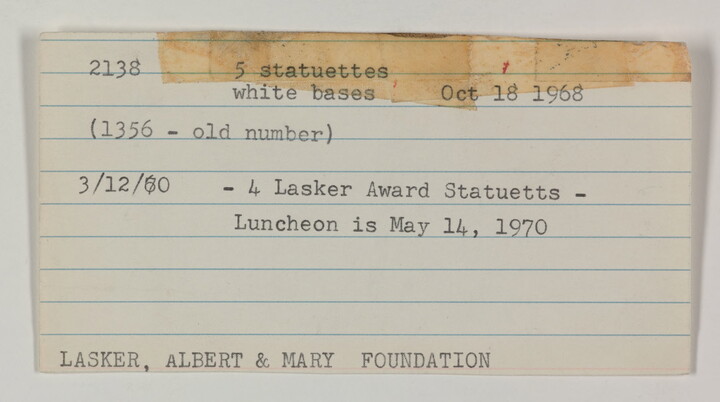 2138 5 statuettes
white bases Oct 18 1968
(1356 - old number)
3/12/70 - 4 Lasker Award Statuetts -
Luncheon is May 14, 1970
LASKER, ALBERT & MARY FOUNDATION